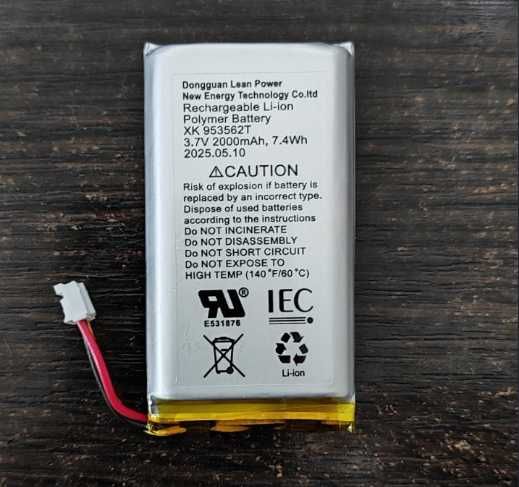 Dongguan Lean Power
New Energy Technology Co.ltd
Rechargeable Li-ion
Polymer Battery
XK 953562T
3.7V 2000mAh, 7.4Wh
2025.05.10
⚠CAUTION
Risk of explosion if battery is
replaced by an incorrect type.
Dispose of used batteries
according to the instructions
Do NOT INCINERATE
Do NOT DISASSEMBLY
Do NOT SHORT CIRCUIT
Do NOT EXPOSE TO
HIGH TEMP (140°F/60°C)
RU® IEC
E531876
Li-ion